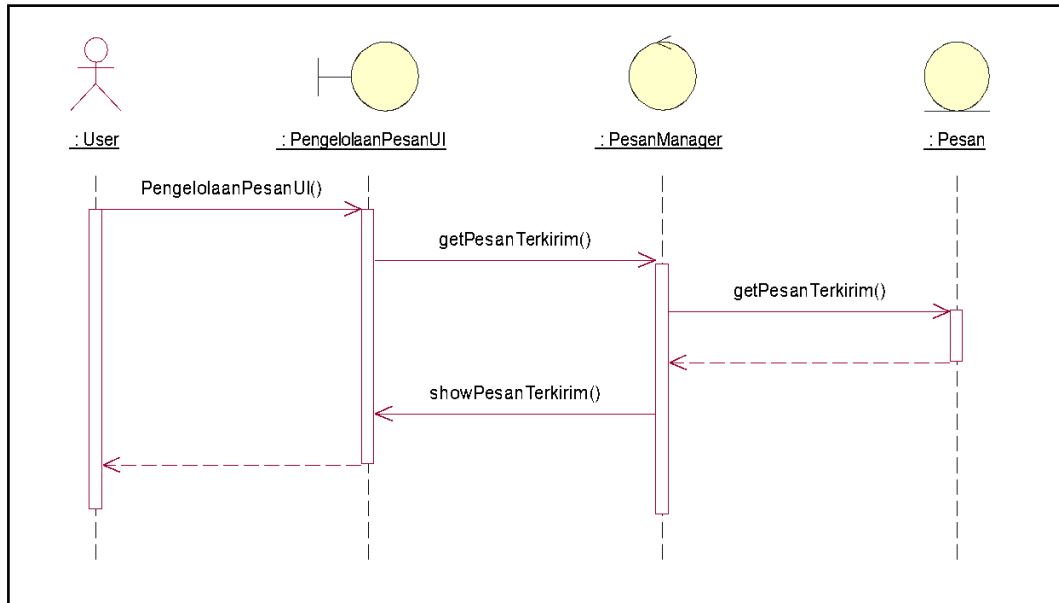 : User
: PengelolaanPesanUI
: PesanManager
: Pesan
PengelolaanPesanUI()
getPesanTerkirim()
getPesanTerkirim()
showPesanTerkirim()